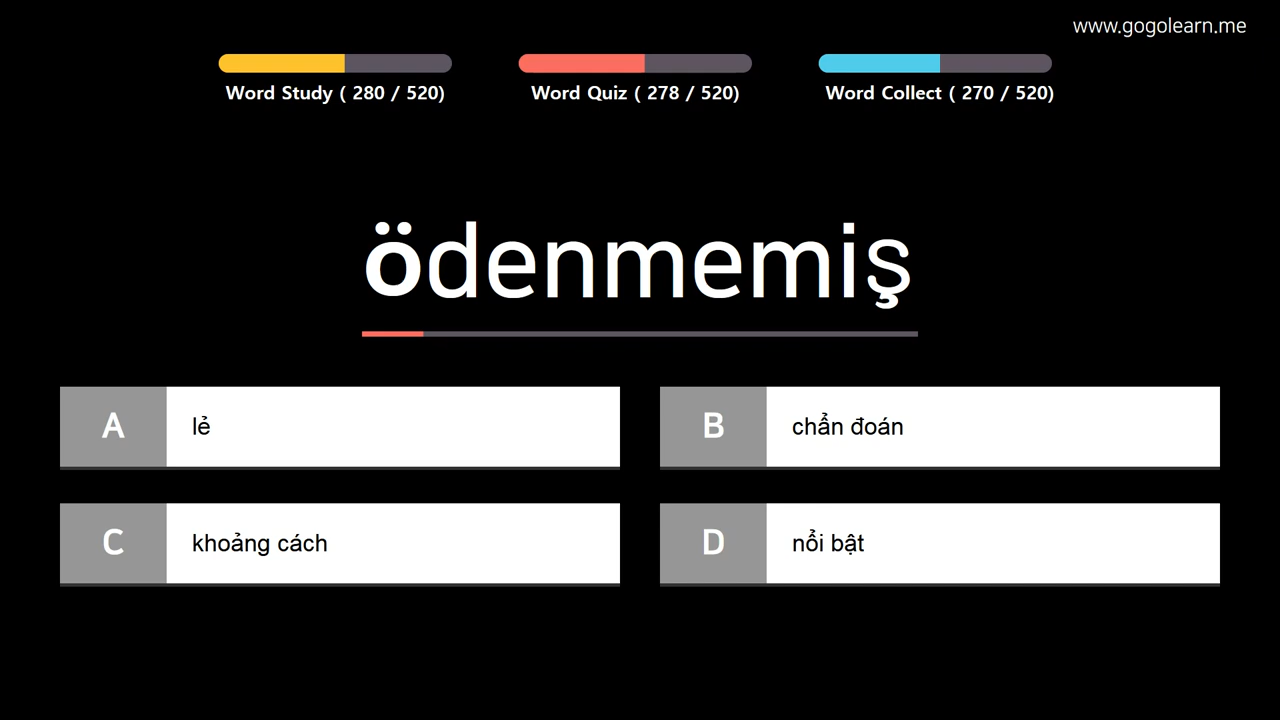 www.gogolearn.me
Word Study ( 280 / 520)
Word Quiz ( 278 / 520)
Word Collect ( 270 / 520)
ödenmemiş
A lẻ
B chẩn đoán
C khoảng cách
D nổi bật